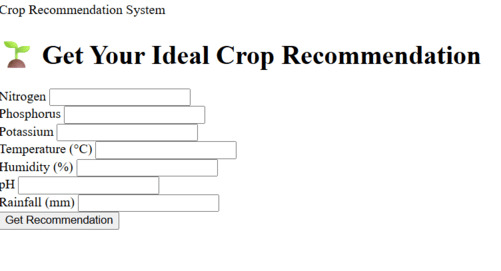 Crop Recommendation System
Get Your Ideal Crop Recommendation
Nitrogen
Phosphorus
Potassium
Temperature (°C)
Humidity (%)
pH
Rainfall (mm)
Get Recommendation